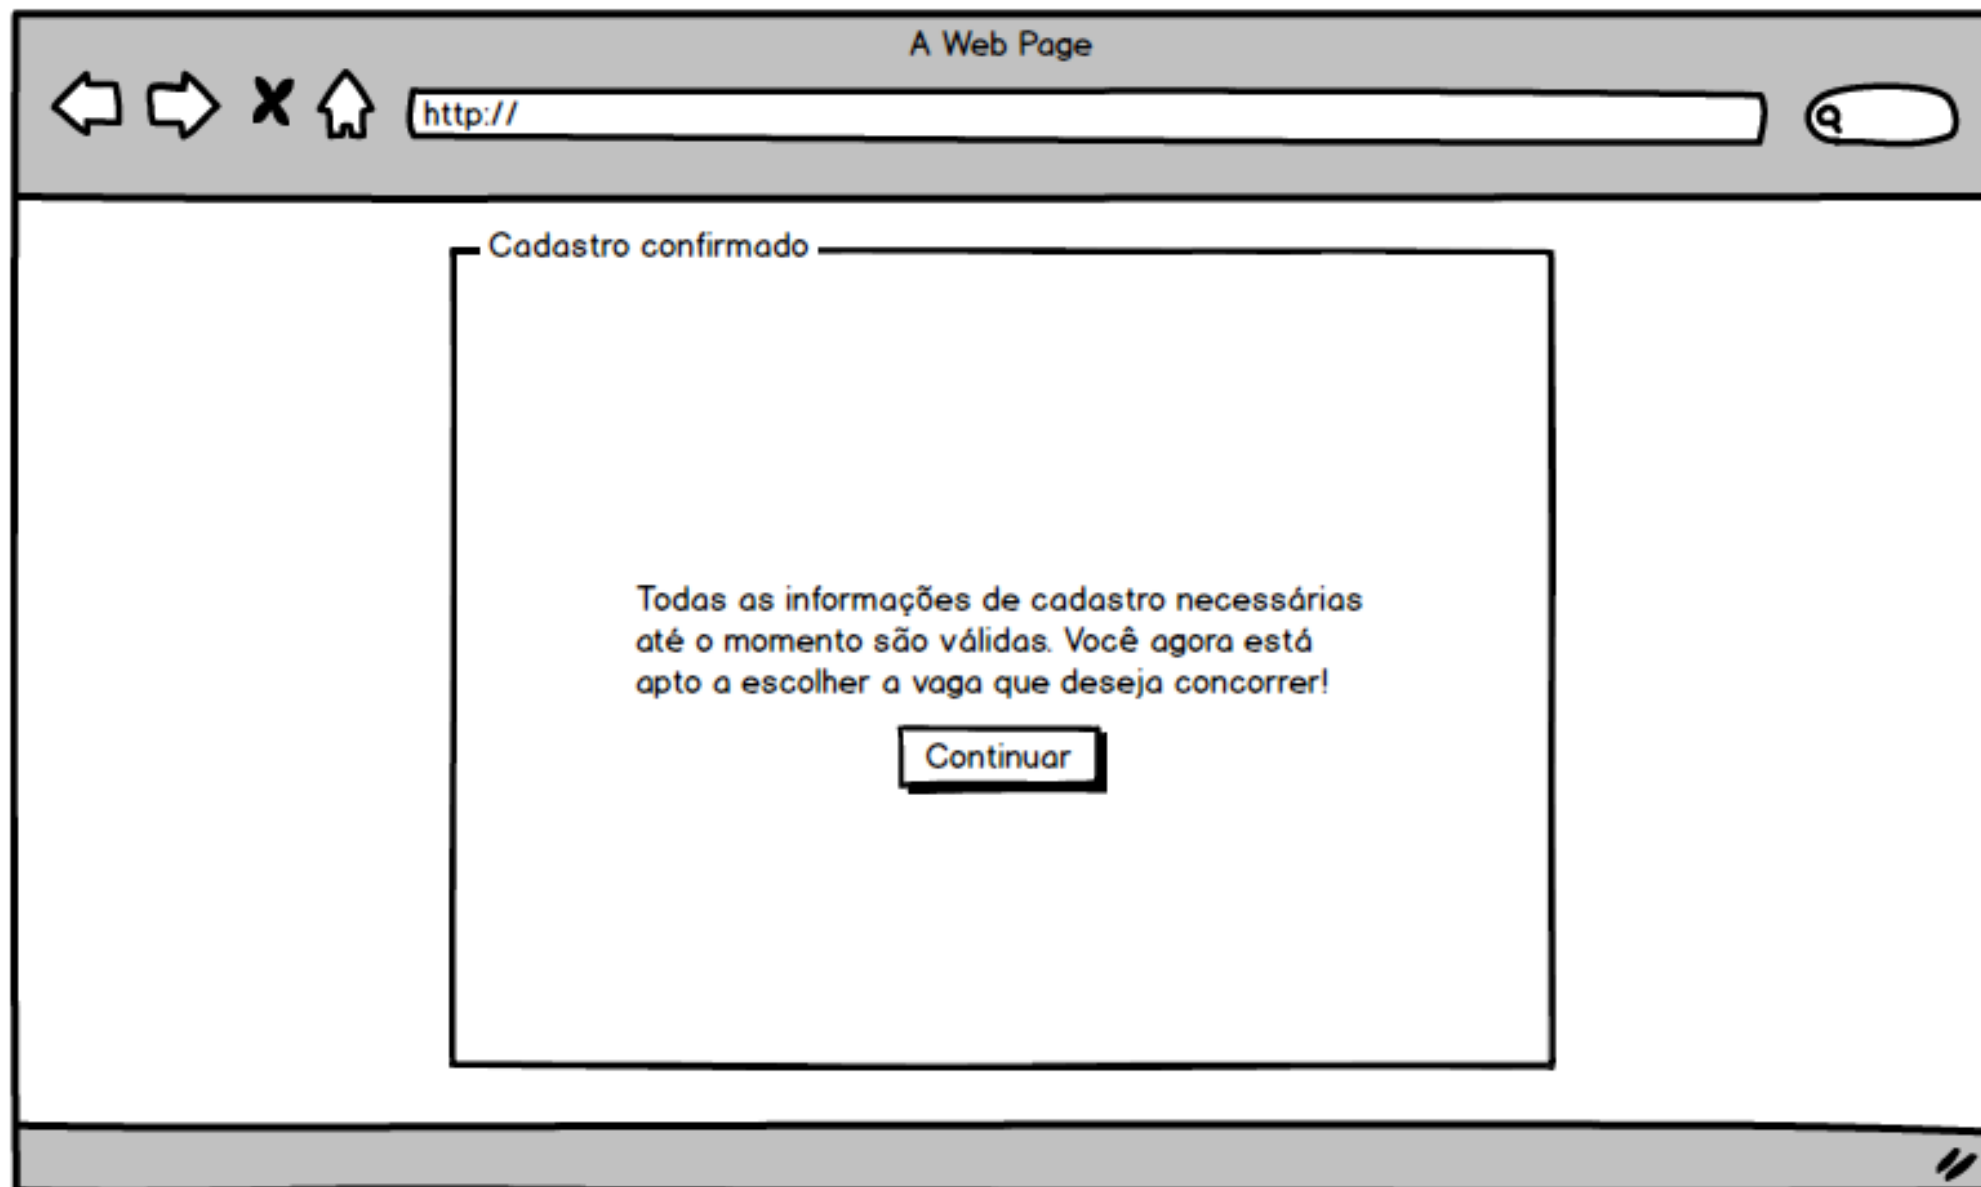 A Web Page
http://
Cadastro confirmado
Todas as informações de cadastro necessárias
até o momento são válidas. Você agora está
apto a escolher a vaga que deseja concorrer!
Continuar